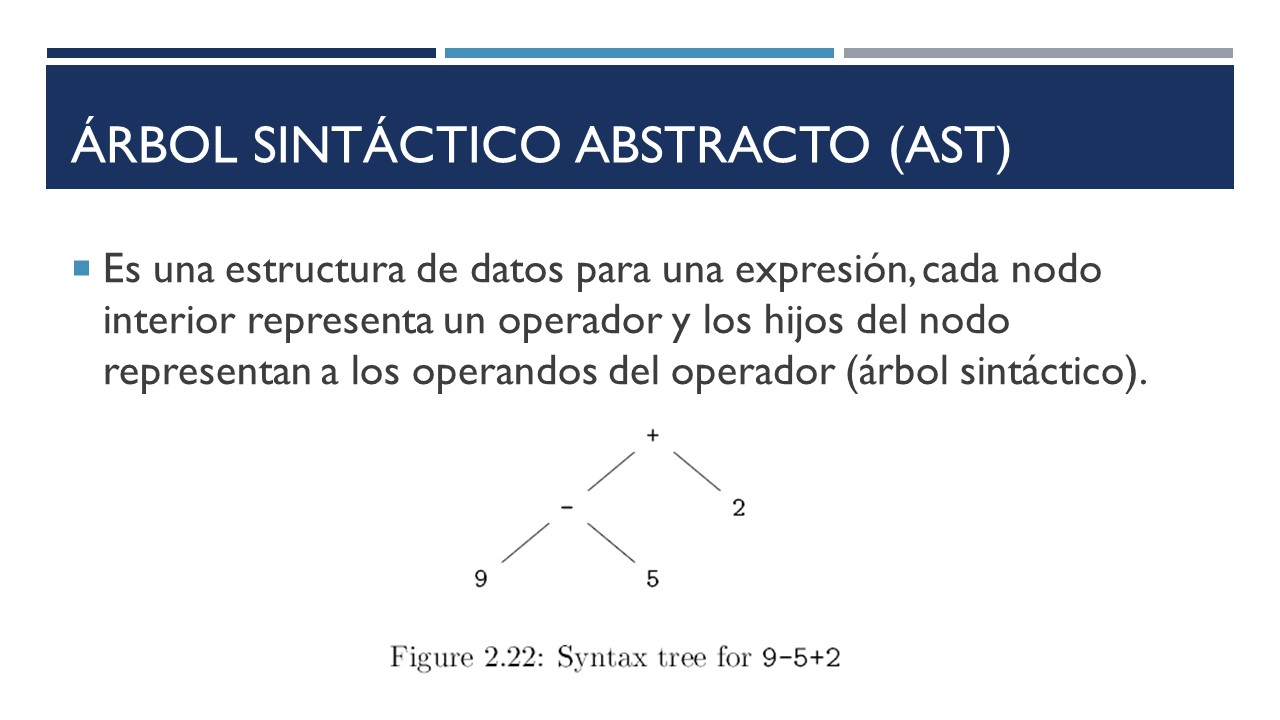 ÁRBOL SINTÁCTICO ABSTRACTO (AST)
Es una estructura de datos para una expresión, cada nodo
interior representa un operador y los hijos del nodo
representan a los operandos del operador (árbol sintáctico).
+
- 2
9 5
Figure 2.22: Syntax tree for 9-5+2